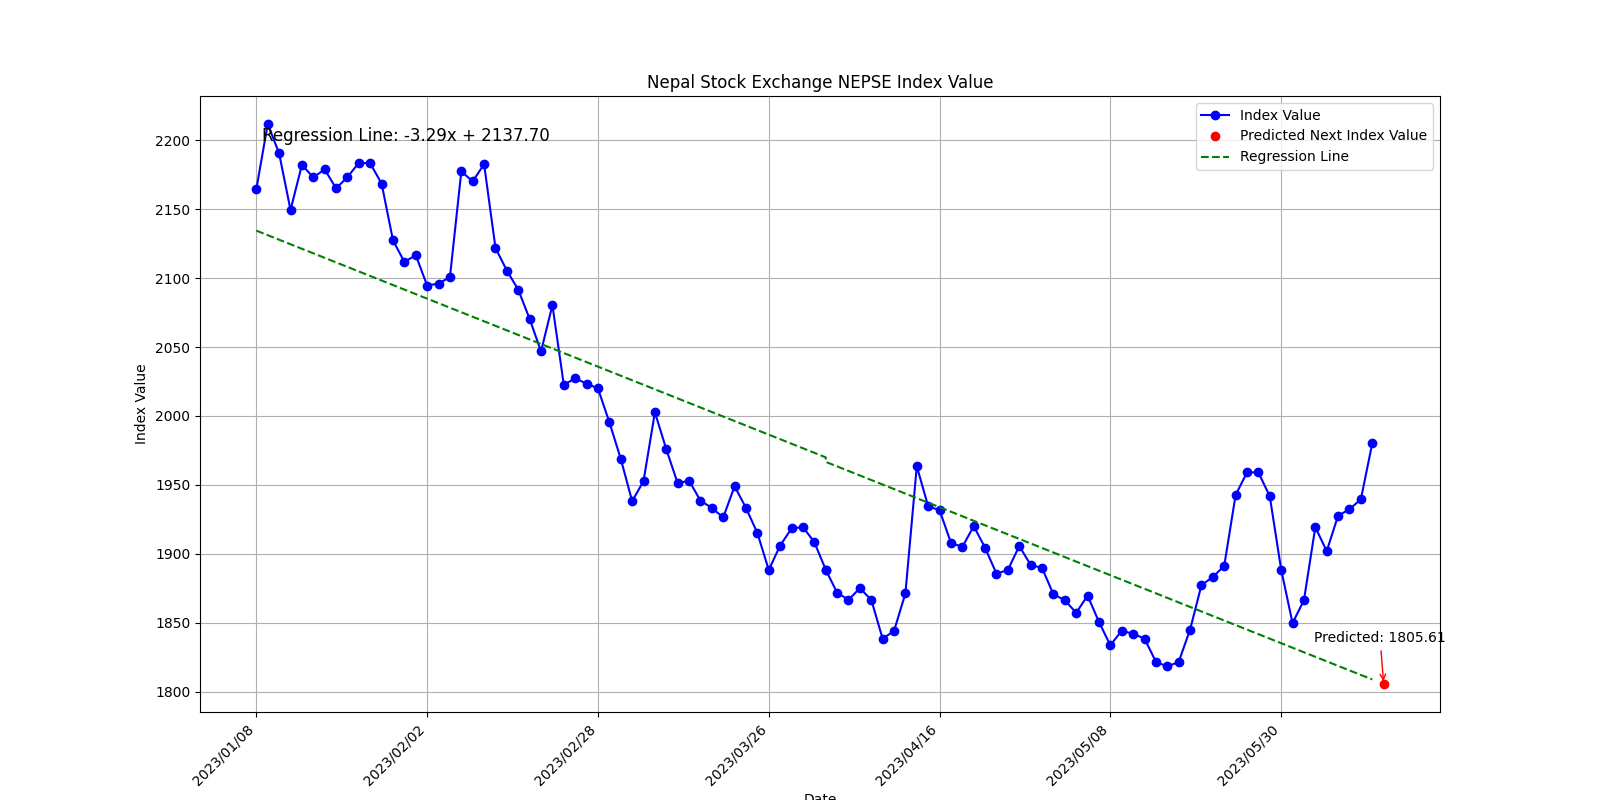 Nepal Stock Exchange NEPSE Index Value
Regression Line: -3.29x + 2137.70
Index Value
Predicted Next Index Value
Regression Line
2200
2150
2100
2050
2000
1950
1900
1850
1800
Index Value
Predicted: 1805.61
2023/01/08
2023/02/02
2023/02/28
2023/03/26
2023/04/16
2023/05/08
2023/05/30
Date